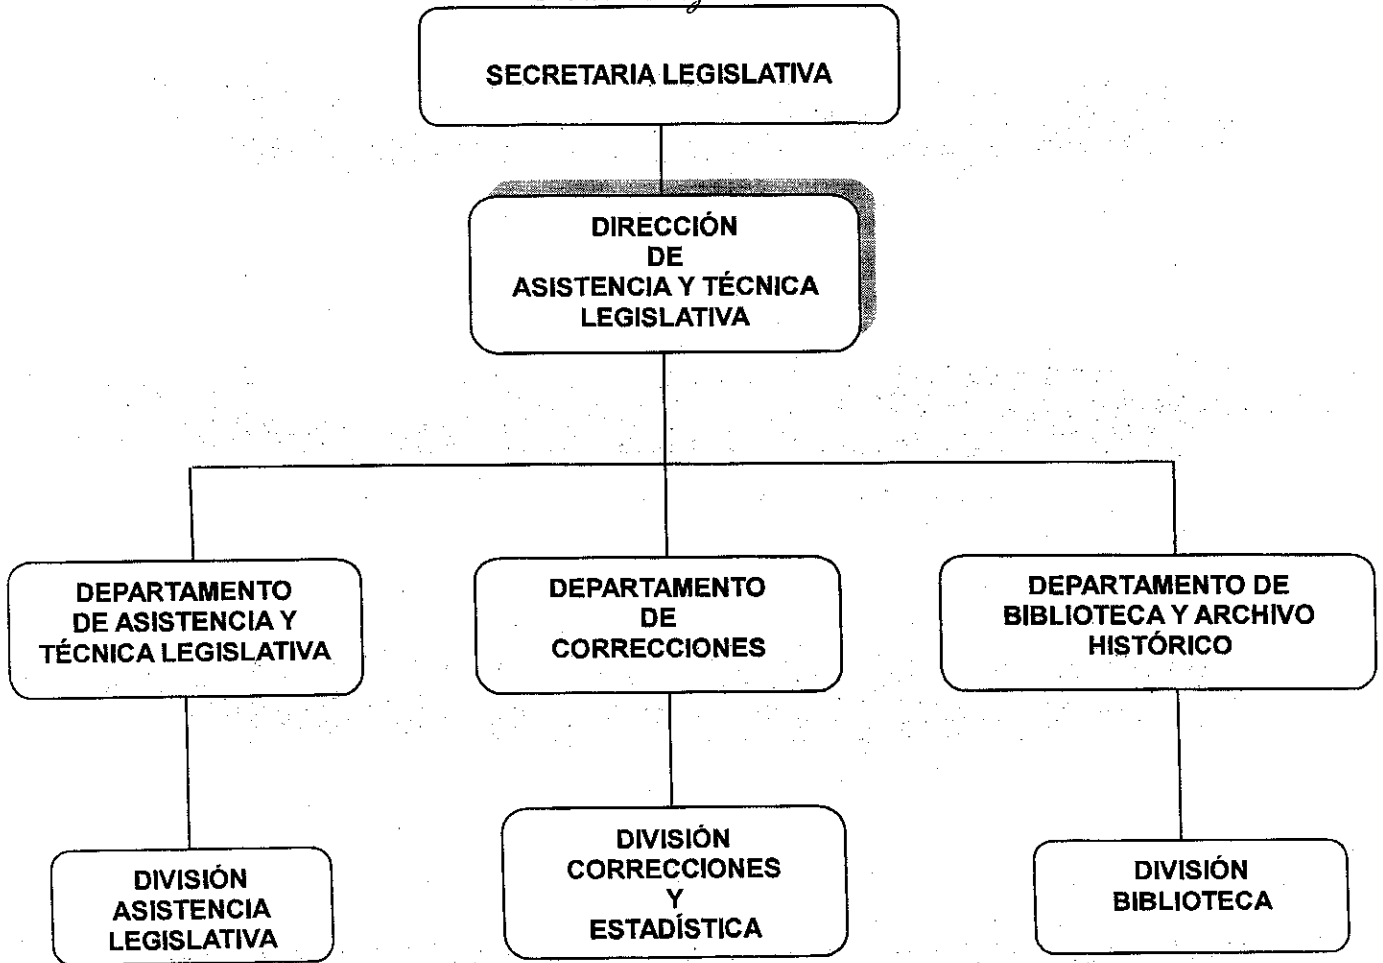 SECRETARIA LEGISLATIVA
DIRECCIÓN
DE
ASISTENCIA Y TÉCNICA
LEGISLATIVA
DEPARTAMENTO
DE ASISTENCIA Y
TÉCNICA LEGISLATIVA
DEPARTAMENTO
DE
CORRECCIONES
DEPARTAMENTO DE
BIBLIOTECA Y ARCHIVO
HISTÓRICO
DIVISIÓN
ASISTENCIA
LEGISLATIVA
DIVISIÓN
CORRECCIONES
Y
ESTADÍSTICA
DIVISIÓN
BIBLIOTECA